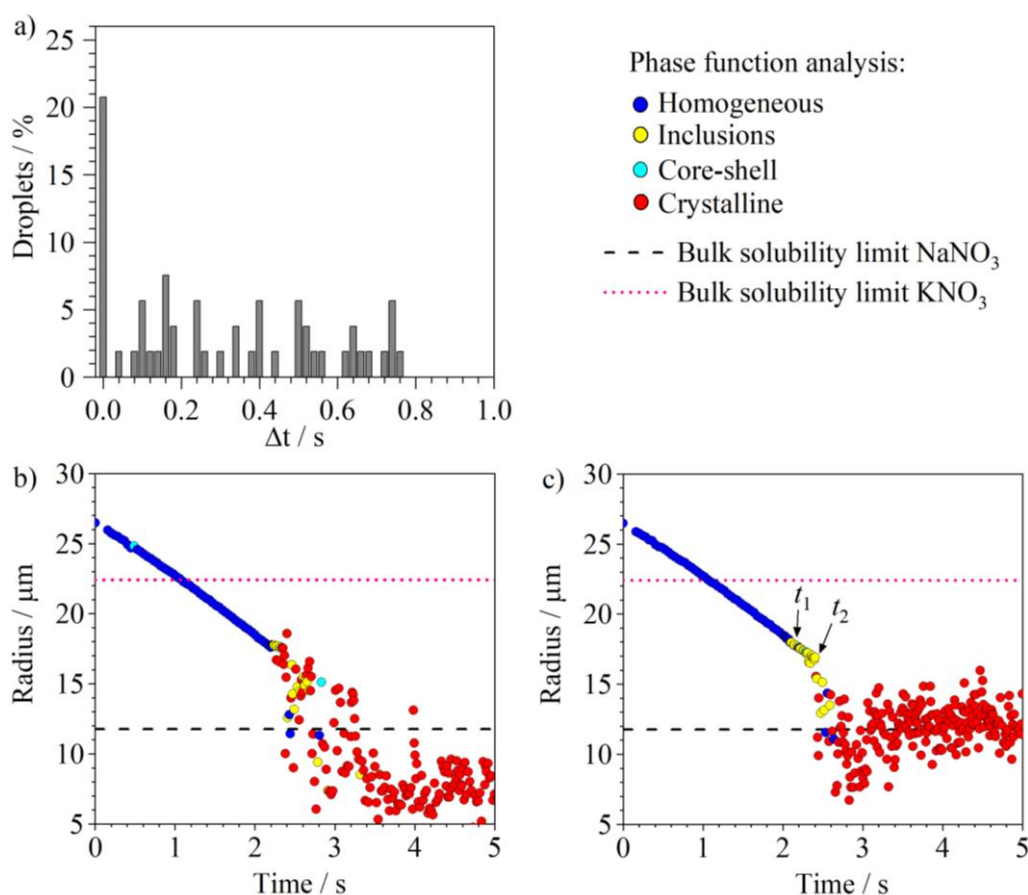 a)
25
20
15
10
5
0
Droplets / %
0.0 0.2 0.4 0.6 0.8 1.0
Δt / s
Phase function analysis:
Homogeneous
Inclusions
Core-shell
Crystalline
Bulk solubility limit NaNO₃
Bulk solubility limit KNO₃
b)
30
25
20
15
10
5
Radius / μm
0 1 2 3 4 5
Time / s
c)
30
25
20
15
10
5
Radius / μm
t₁
t₂
0 1 2 3 4 5
Time / s